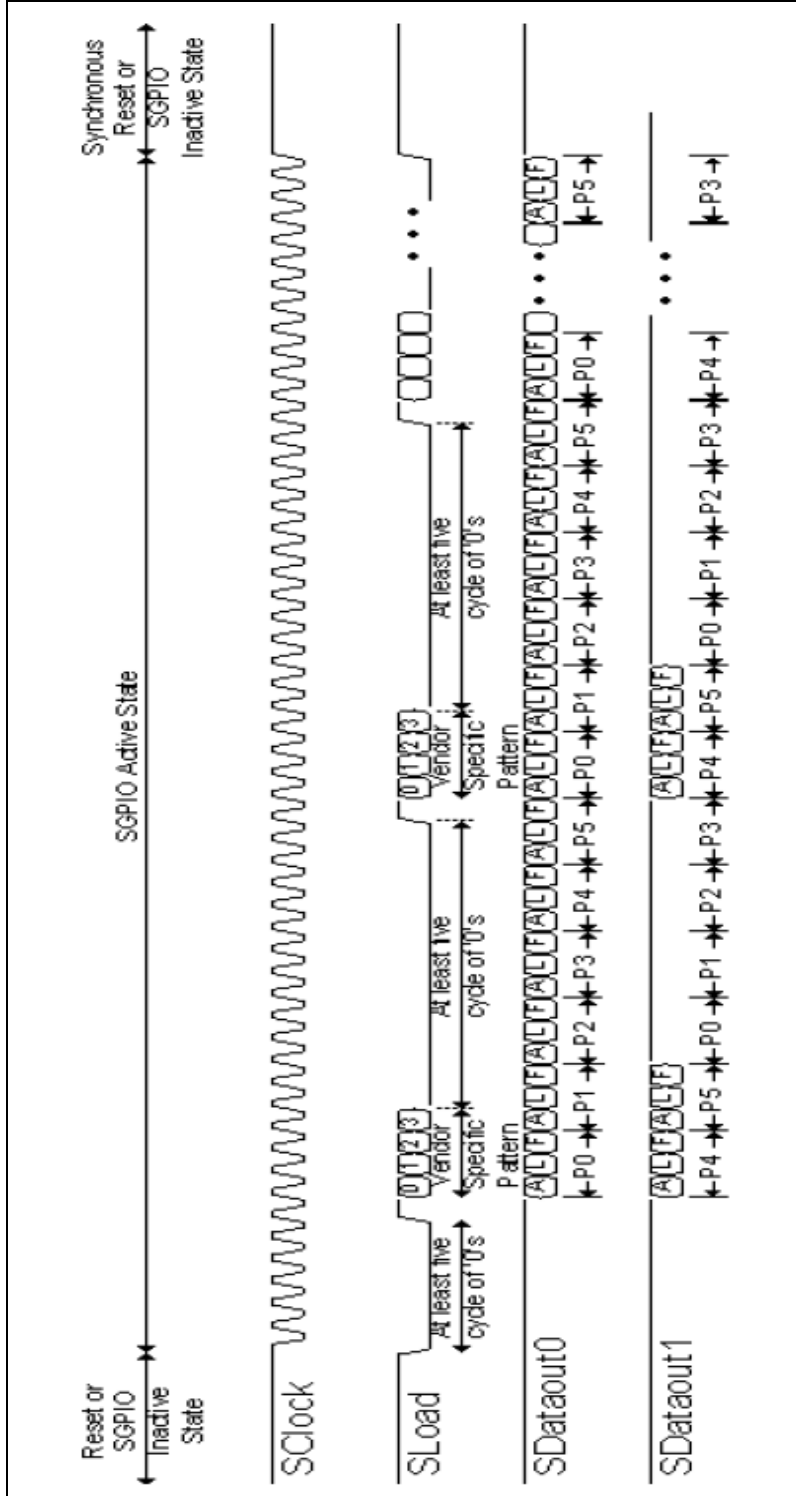 Reset or
SGPIO
Inactive
State
SGPIO Active State
Synchronous
Reset or
SGPIO
Inactive State
SClock
SLoad
At least five
cycle of '0's
0 1 2 3
Vendor
Specific
Pattern
At least five
cycle of '0's
0 1 2 3
Vendor
Specific
Pattern
At least five
cycle of '0's
SDataout0
A L F A L F A L F A L F A L F A L F A L F A L F A L F A L F A L F A L F A L F A L F
P0 P1 P2 P3 P4 P5 P0 P1 P2 P3 P4 P5 P0 P5
SDataout1
A L F A L F A L F A L F
P4 P5 P0 P1 P2 P3 P4 P5 P0 P1 P2 P3 P4 P3